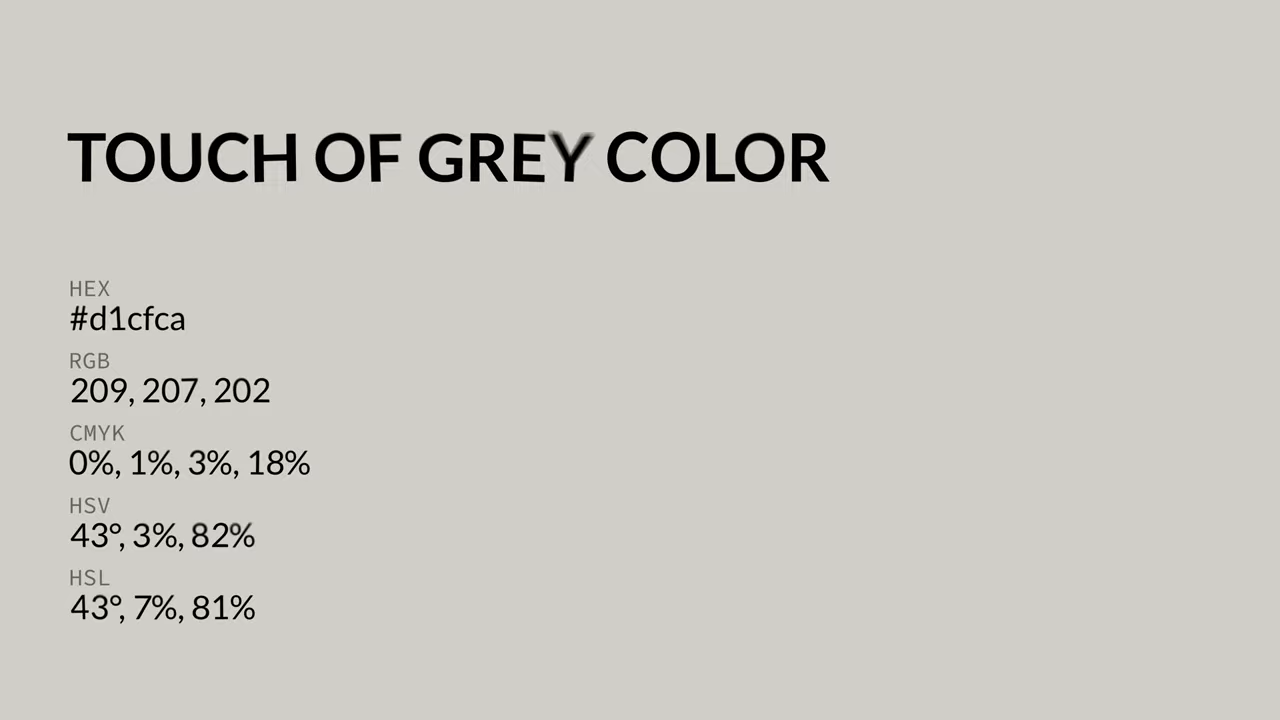 TOUCH OF GREY COLOR
HEX
#d1cfca
RGB
209, 207, 202
CMYK
0%, 1%, 3%, 18%
HSV
43°, 3%, 82%
HSL
43°, 7%, 81%